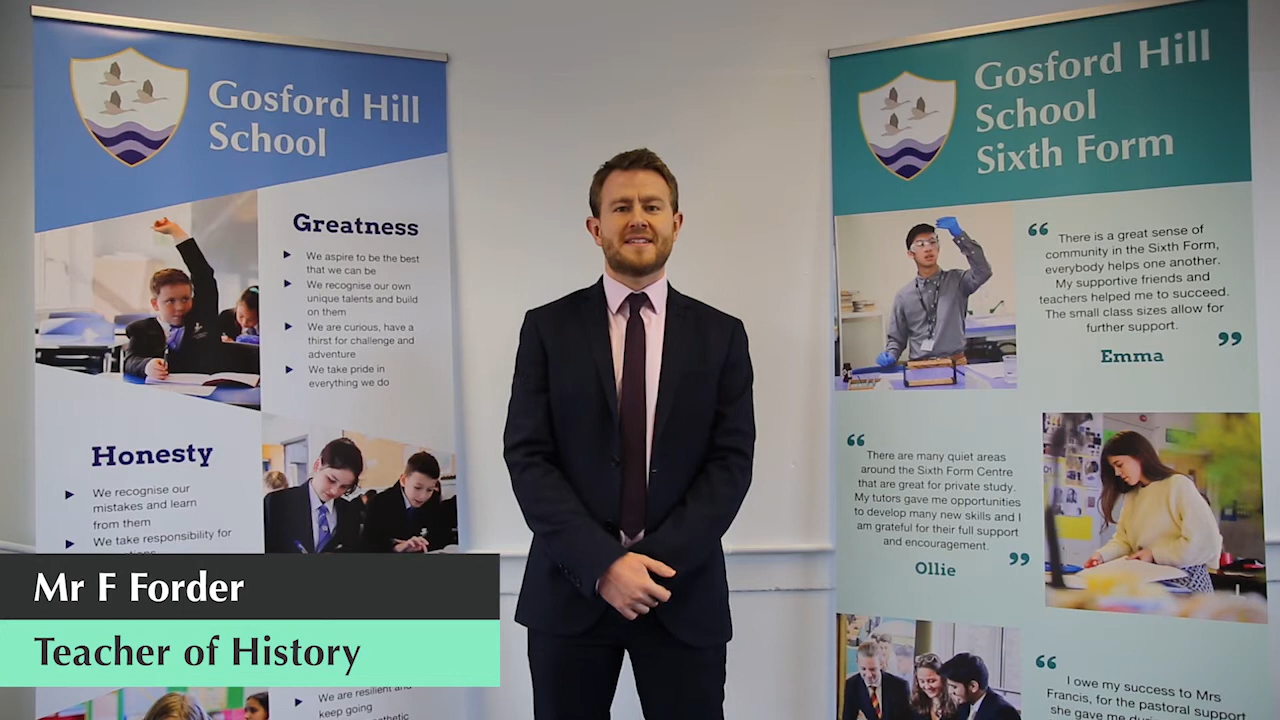 Gosford Hill
School
Greatness
We aspire to be the best
that we can be
We recognise our own
unique talents and build
on them
We are curious, have a
thirst for challenge and
adventure
We take pride in
everything we do
Honesty
We recognise our
mistakes and learn
from them
We take responsibility for
Mr F Forder
Teacher of History
We are resilient and
keep going
Gosford Hill
School
Sixth Form
“ There is a great sense of
community in the Sixth Form,
everybody helps one another.
My supportive friends and
teachers helped me to succeed.
The small class sizes allow for
further support. ”
Emma
“ There are many quiet areas
around the Sixth Form Centre
that are great for private study.
My tutors gave me opportunities
to develop many new skills and I
am grateful for their full support
and encouragement. ”
Ollie
“ I owe my success to Mrs
Francis, for the pastoral support
she gave me